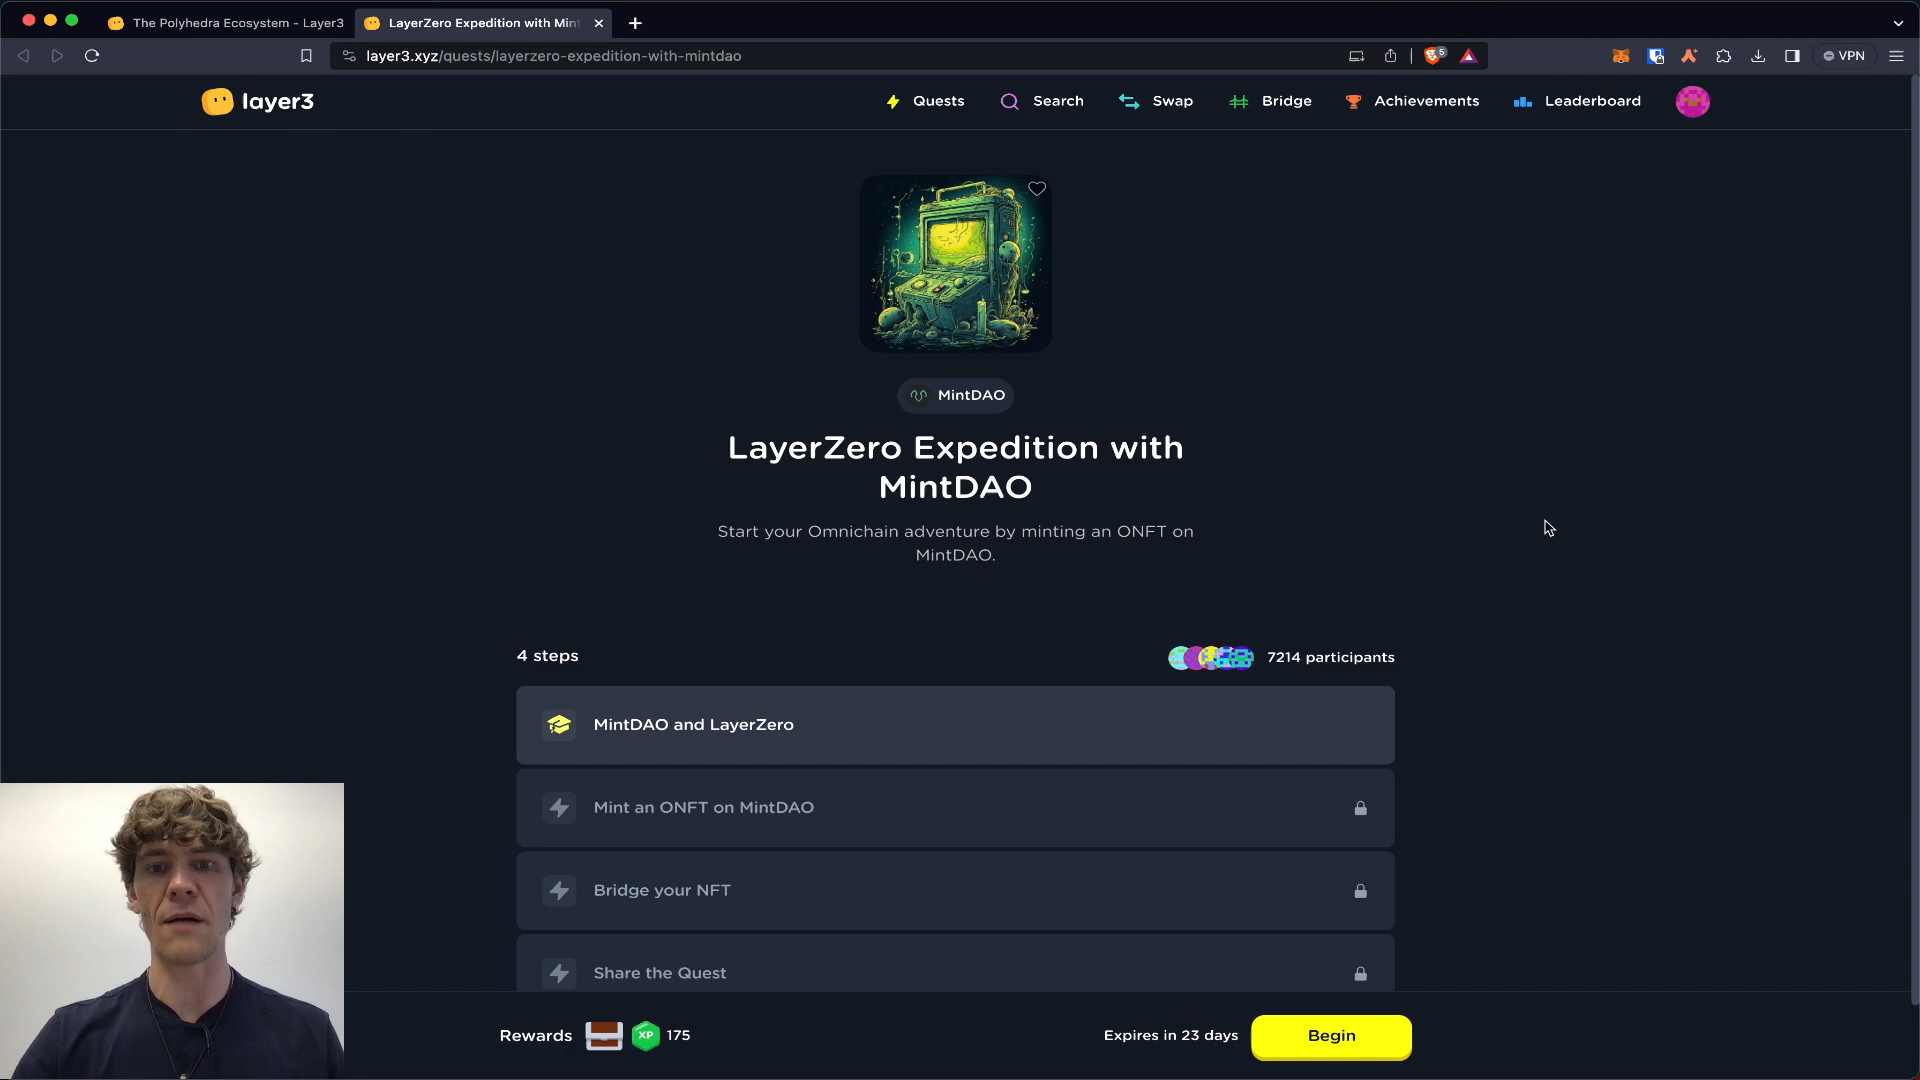 The Polyhedra Ecosystem - Layer3
LayerZero Expedition with Min
layer3.xyz/quests/layerzero-expedition-with-mintdao
5
VPN
layer3
Quests
Search
Swap
Bridge
Achievements
Leaderboard
MintDAO
LayerZero Expedition with
MintDAO
Start your Omnichain adventure by minting an ONFT on
MintDAO.
4 steps
7214 participants
MintDAO and LayerZero
Mint an ONFT on MintDAO
Bridge your NFT
Share the Quest
Rewards
XP
175
Expires in 23 days
Begin